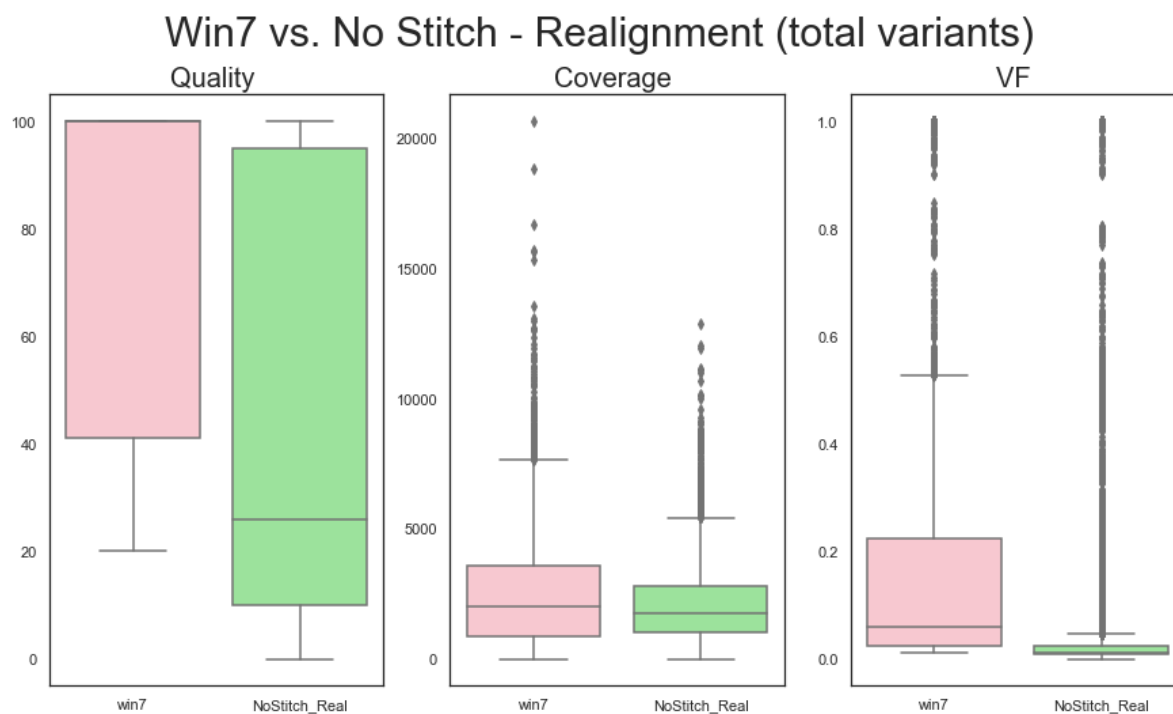 Win7 vs. No Stitch - Realignment (total variants)
Quality
100
80
60
40
20
0
win7
NoStitch_Real
Coverage
20000
15000
10000
5000
0
win7
NoStitch_Real
VF
1.0
0.8
0.6
0.4
0.2
0.0
win7
NoStitch_Real